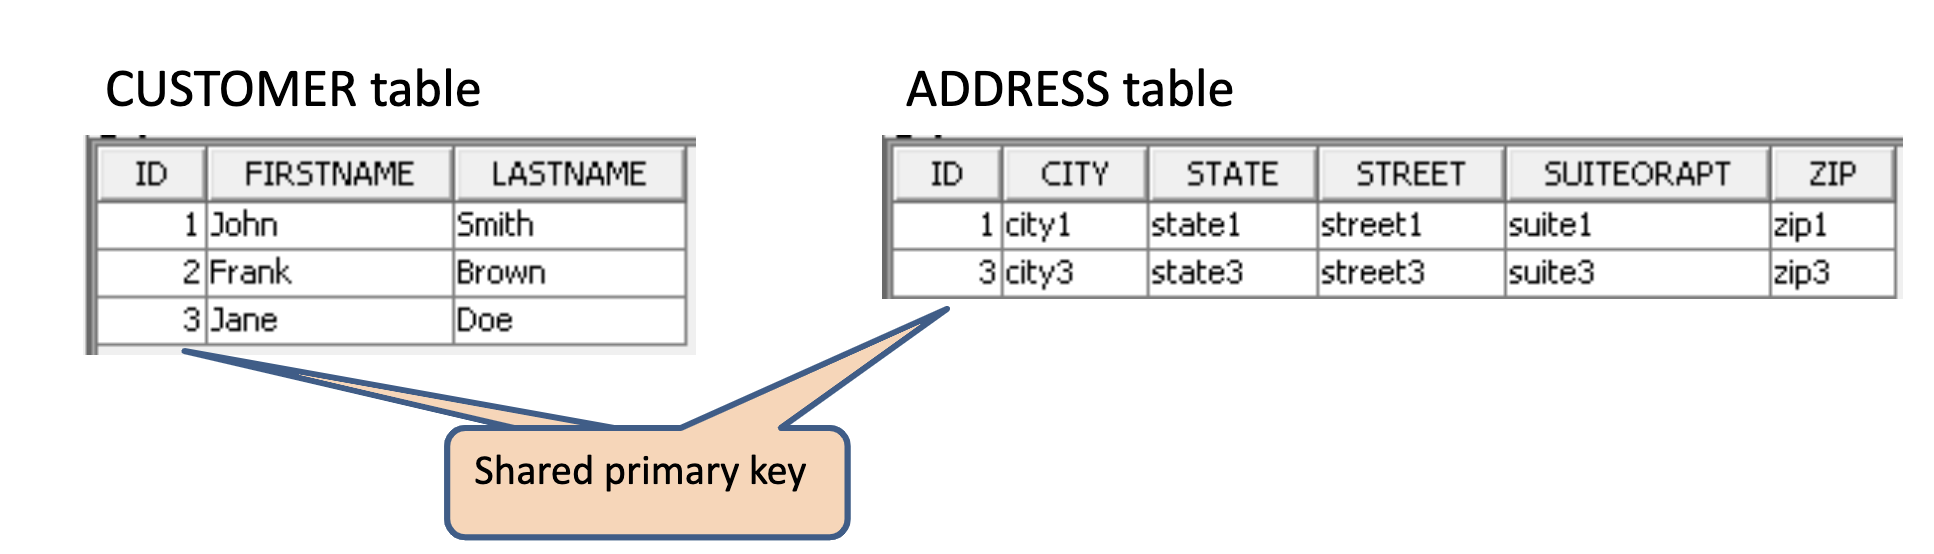 CUSTOMER table
ID FIRSTNAME LASTNAME
1 John Smith
2 Frank Brown
3 Jane Doe
ADDRESS table
ID CITY STATE STREET SUITEORAPT ZIP
1 city1 state1 street1 suite1 zip1
3 city3 state3 street3 suite3 zip3
Shared primary key